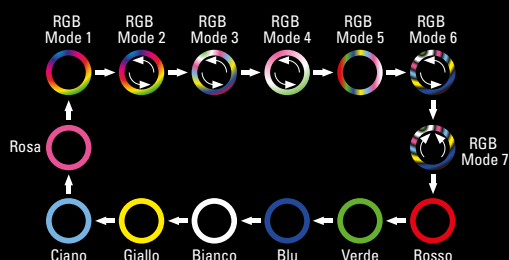 RGB
Mode 1
RGB
Mode 2
RGB
Mode 3
RGB
Mode 4
RGB
Mode 5
RGB
Mode 6
Rosa
RGB
Mode 7
Ciano
Giallo
Bianco
Blu
Verde
Rosso